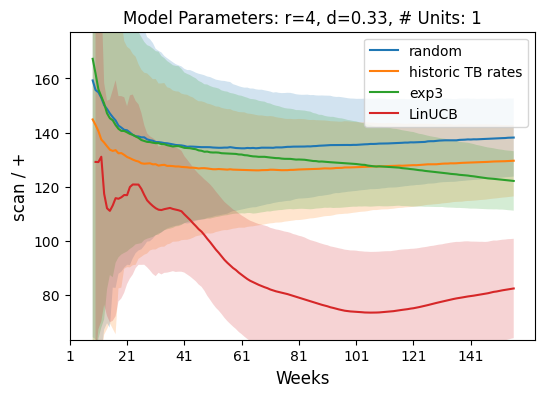 Model Parameters: r=4, d=0.33, # Units: 1
random
historic TB rates
exp3
LinUCB
scan / +
160
140
120
100
80
1 21 41 61 81 101 121 141
Weeks